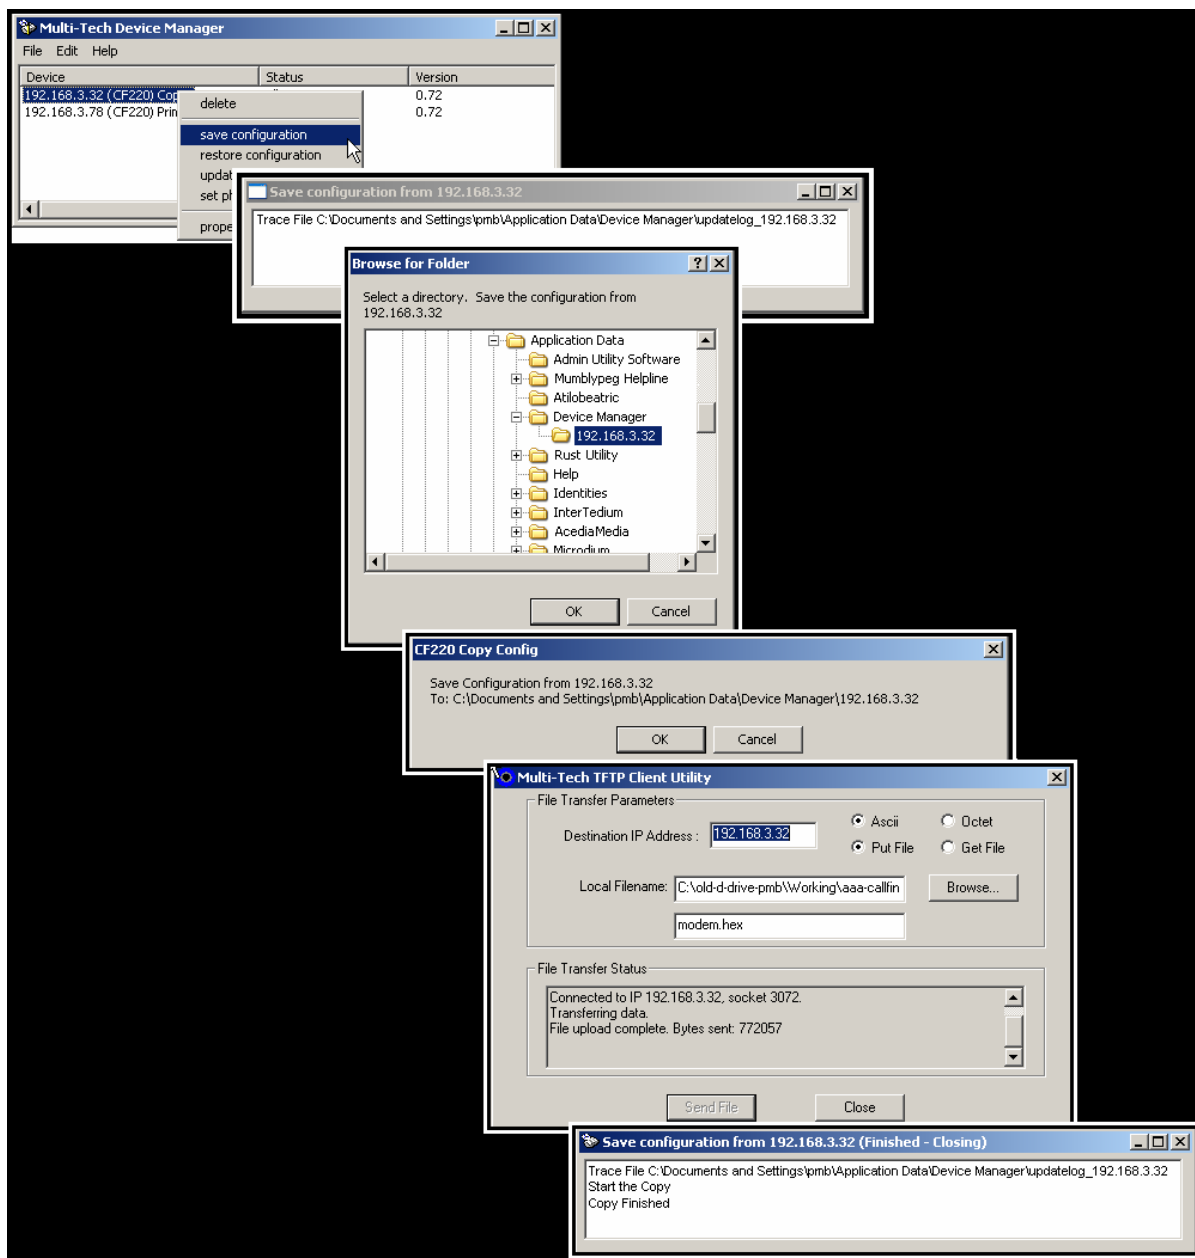 Multi-Tech Device Manager
File Edit Help
Device Status Version
192.168.3.32 (CF220) Cop 0.72
192.168.3.78 (CF220) Prin 0.72
delete
save configuration
restore configuration
updat
set ph
prope
Save configuration from 192.168.3.32
Trace File C:\Documents and Settings\pmb\Application Data\Device Manager\updatelog_192.168.3.32
Browse for Folder
Select a directory. Save the configuration from
192.168.3.32
Application Data
Admin Utility Software
Mumblypeg Helpline
Atilobeatric
Device Manager
192.168.3.32
Rust Utility
Help
Identities
InterTedium
AcediaMedia
Microdium
OK Cancel
CF220 Copy Config
Save Configuration from 192.168.3.32
To: C:\Documents and Settings\pmb\Application Data\Device Manager\192.168.3.32
OK Cancel
Multi-Tech TFTP Client Utility
File Transfer Parameters
Destination IP Address : 192.168.3.32 Ascii Octet
Put File Get File
Local Filename: C:\old-d-drive-pmb\Working\aaa-callfin Browse...
modem.hex
File Transfer Status
Connected to IP 192.168.3.32, socket 3072.
Transferring data.
File upload complete. Bytes sent: 772057
Send File Close
Save configuration from 192.168.3.32 (Finished - Closing)
Trace File C:\Documents and Settings\pmb\Application Data\Device Manager\updatelog_192.168.3.32
Start the Copy
Copy Finished